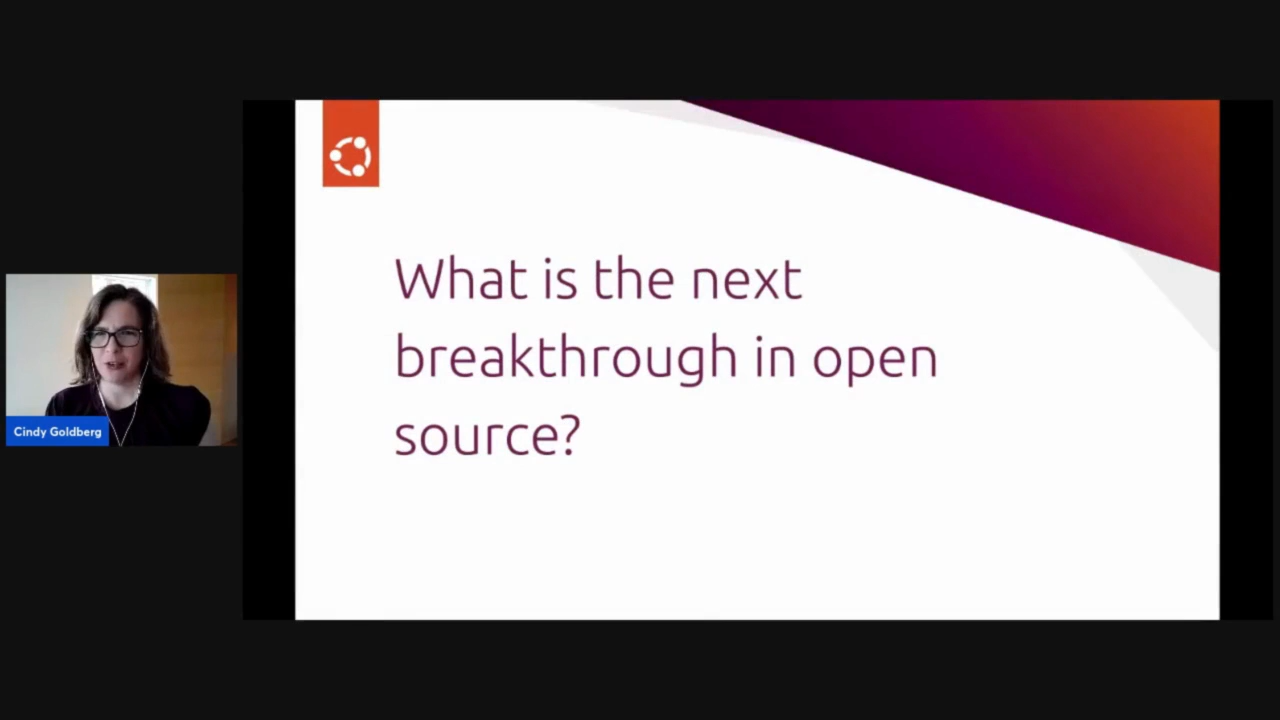 What is the next
breakthrough in open
source?
Cindy Goldberg